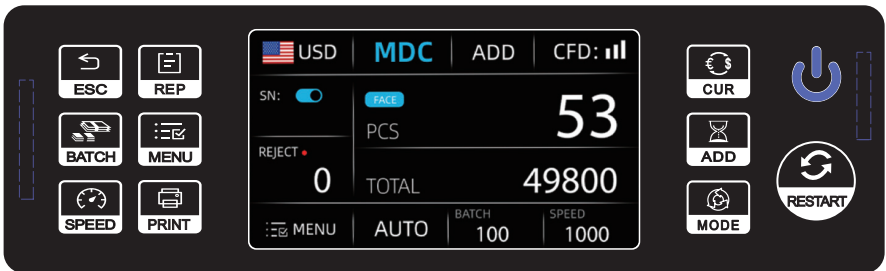 ESC
REP
BATCH
MENU
SPEED
PRINT
USD MDC ADD CFD:
SN:
FACE
PCS 53
REJECT
0
TOTAL 49800
MENU AUTO BATCH 100 SPEED 1000
€ $
CUR
ADD
MODE
RESTART